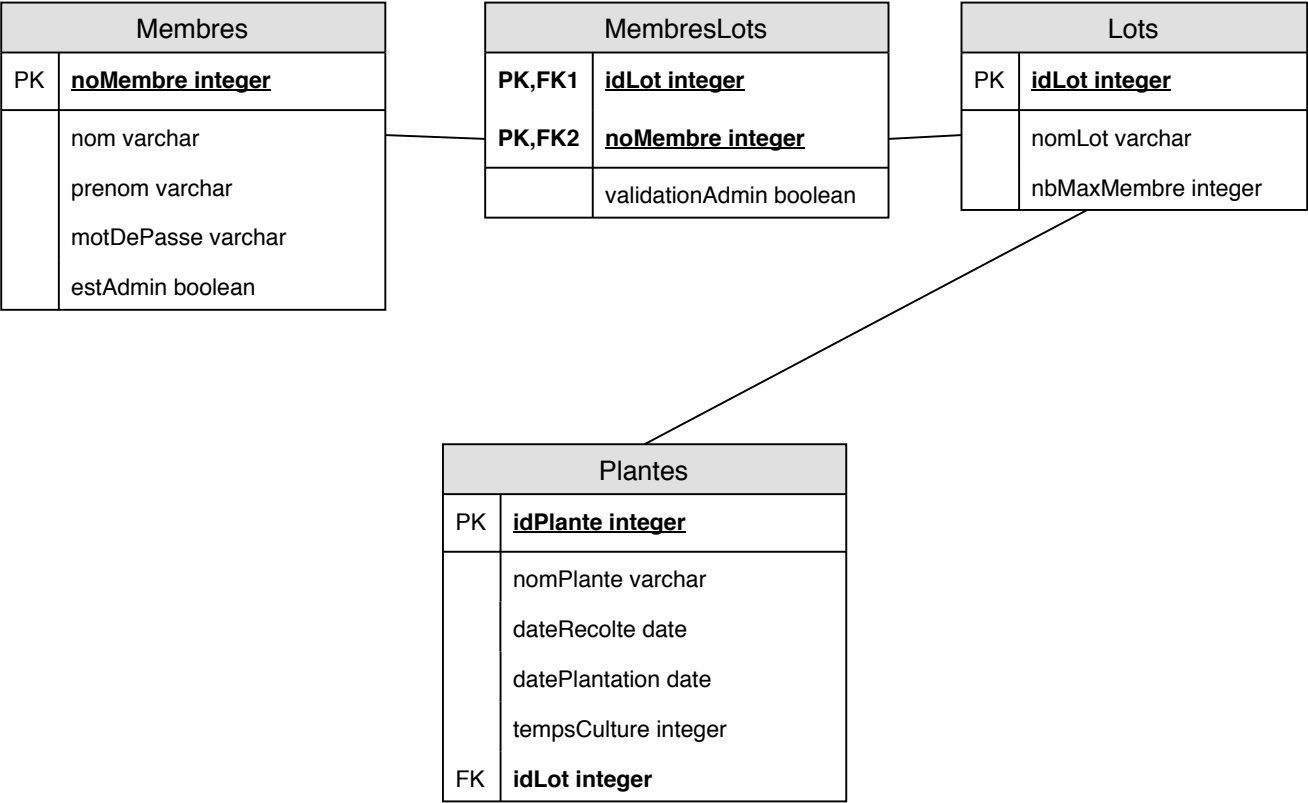 Membres
PK noMembre integer
nom varchar
prenom varchar
motDePasse varchar
estAdmin boolean
MembresLots
PK,FK1 idLot integer
PK,FK2 noMembre integer
validationAdmin boolean
Lots
PK idLot integer
nomLot varchar
nbMaxMembre integer
Plantes
PK idPlante integer
nomPlante varchar
dateRecolte date
datePlantation date
tempsCulture integer
FK idLot integer